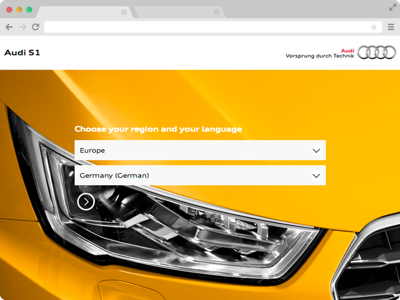 Audi S1
Audi
Vorsprung durch Technik
Choose your region and your language
Europe
Germany (German)